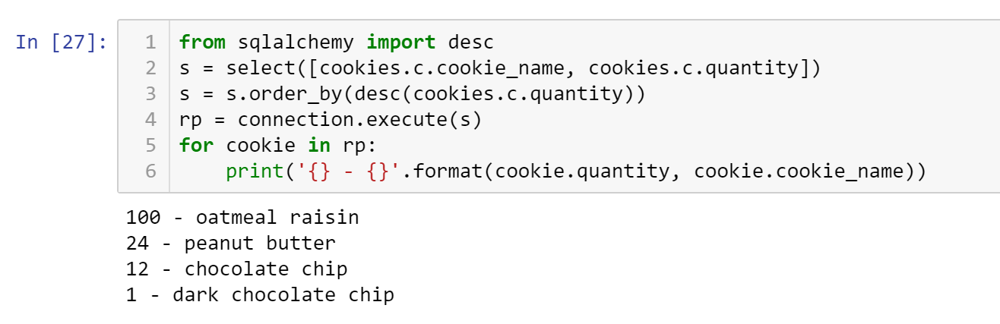 In [27]:
1 from sqlalchemy import desc
2 s = select([cookies.c.cookie_name, cookies.c.quantity])
3 s = s.order_by(desc(cookies.c.quantity))
4 rp = connection.execute(s)
5 for cookie in rp:
6     print('{} - {}'.format(cookie.quantity, cookie.cookie_name))
100 - oatmeal raisin
24 - peanut butter
12 - chocolate chip
1 - dark chocolate chip